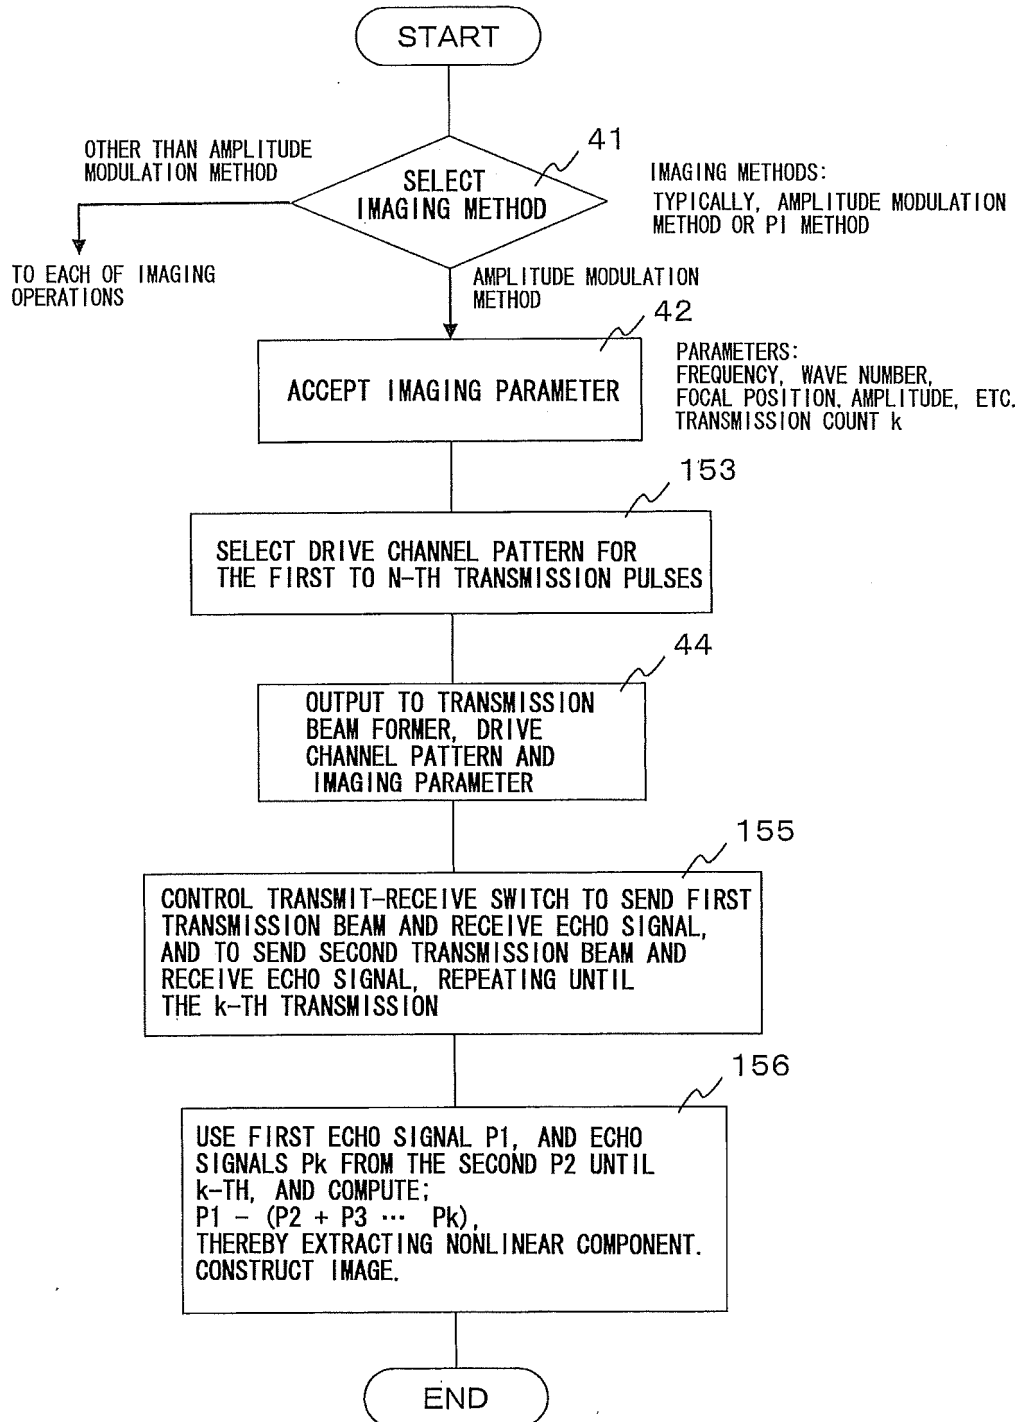 START
OTHER THAN AMPLITUDE
MODULATION METHOD
41
SELECT
IMAGING METHOD
IMAGING METHODS:
TYPICALLY, AMPLITUDE MODULATION
METHOD OR PI METHOD
TO EACH OF IMAGING
OPERATIONS
AMPLITUDE MODULATION
METHOD
42
ACCEPT IMAGING PARAMETER
PARAMETERS:
FREQUENCY, WAVE NUMBER,
FOCAL POSITION, AMPLITUDE, ETC.
TRANSMISSION COUNT k
153
SELECT DRIVE CHANNEL PATTERN FOR
THE FIRST TO N-TH TRANSMISSION PULSES
44
OUTPUT TO TRANSMISSION
BEAM FORMER, DRIVE
CHANNEL PATTERN AND
IMAGING PARAMETER
155
CONTROL TRANSMIT-RECEIVE SWITCH TO SEND FIRST
TRANSMISSION BEAM AND RECEIVE ECHO SIGNAL,
AND TO SEND SECOND TRANSMISSION BEAM AND
RECEIVE ECHO SIGNAL, REPEATING UNTIL
THE k-TH TRANSMISSION
156
USE FIRST ECHO SIGNAL P1, AND ECHO
SIGNALS Pk FROM THE SECOND P2 UNTIL
k-TH, AND COMPUTE;
P1 - (P2 + P3 ··· Pk),
THEREBY EXTRACTING NONLINEAR COMPONENT.
CONSTRUCT IMAGE.
END